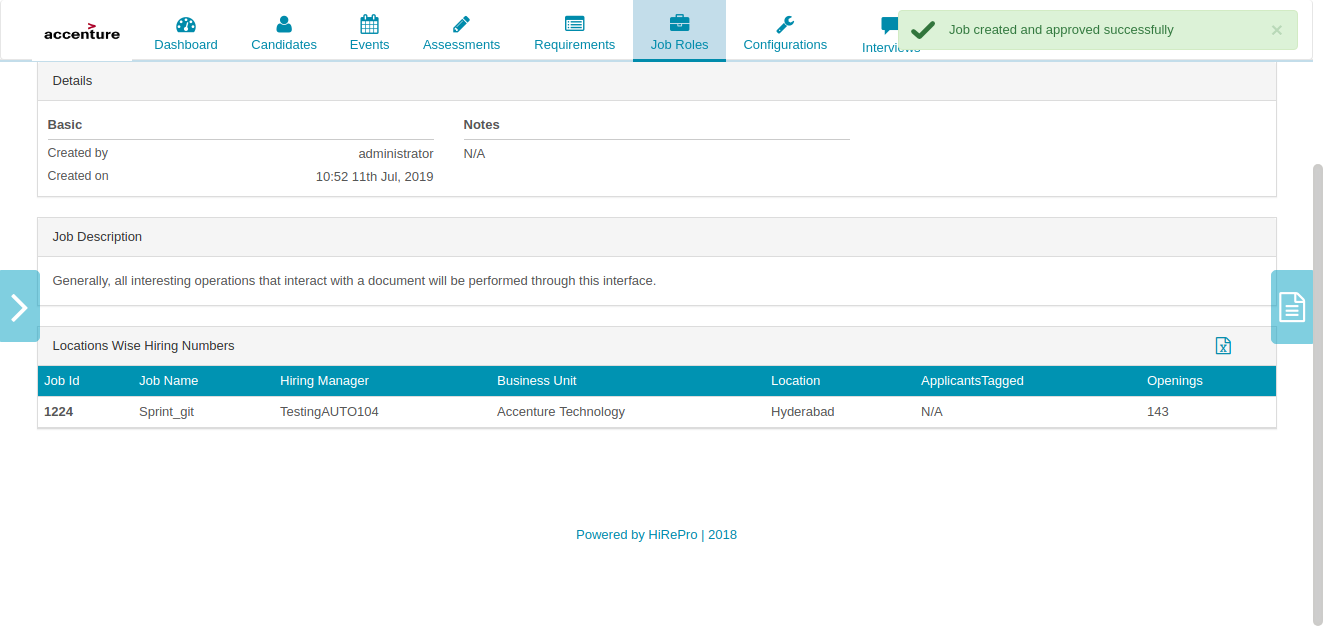 accenture
Dashboard Candidates Events Assessments Requirements Job Roles Configurations Interviews
Job created and approved successfully ×
Details
Basic Notes
Created by administrator N/A
Created on 10:52 11th Jul, 2019
Job Description
Generally, all interesting operations that interact with a document will be performed through this interface.
Locations Wise Hiring Numbers
Job Id Job Name Hiring Manager Business Unit Location ApplicantsTagged Openings
1224 Sprint_git TestingAUTO104 Accenture Technology Hyderabad N/A 143
Powered by HiRePro | 2018